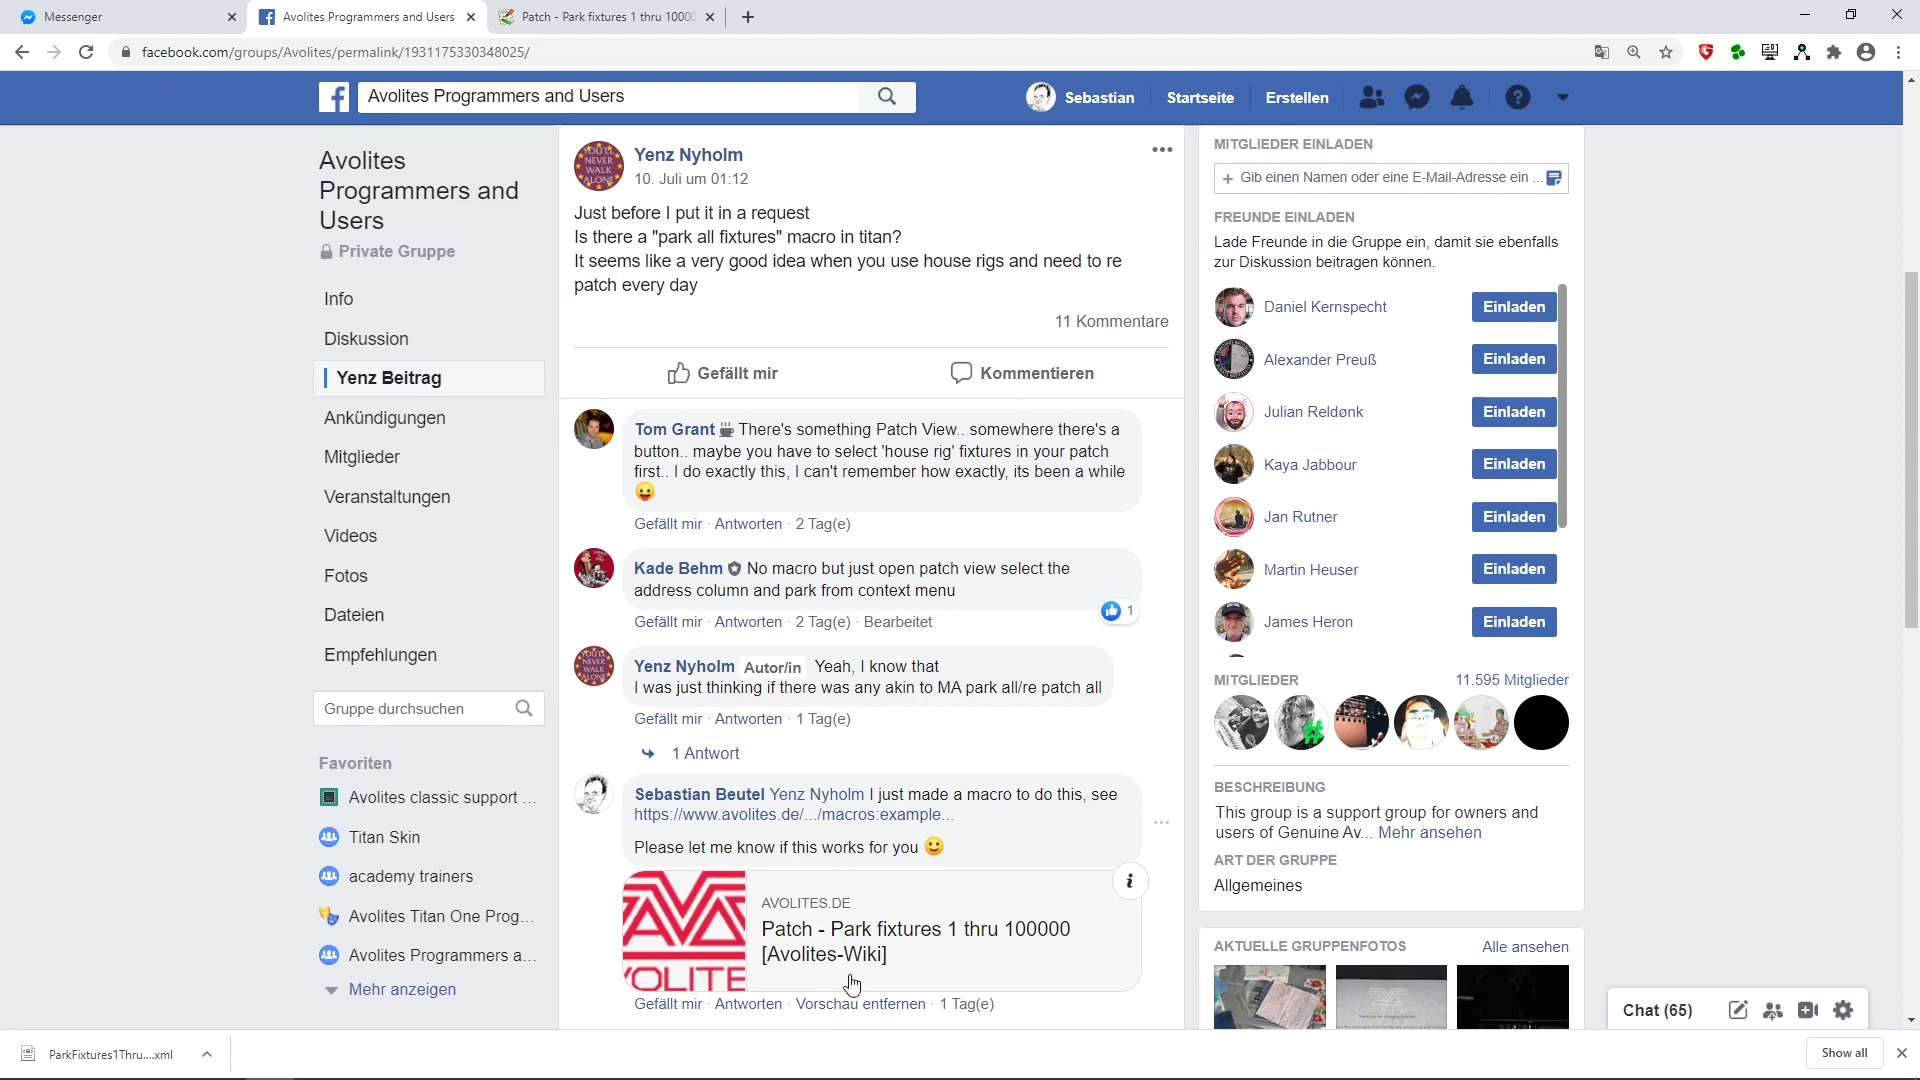 Messenger
Avolites Programmers and Users
Patch - Park fixtures 1 thru 10000
facebook.com/groups/Avolites/permalink/1931175330348025/
Avolites Programmers and Users
Sebastian
Startseite
Erstellen
Avolites
Programmers and
Users
Private Gruppe
Info
Diskussion
Yenz Beitrag
Ankündigungen
Mitglieder
Veranstaltungen
Videos
Fotos
Dateien
Empfehlungen
Gruppe durchsuchen
Favoriten
Avolites classic support ...
Titan Skin
academy trainers
Avolites Titan One Prog...
Avolites Programmers a...
Mehr anzeigen
YOU'LL
NEVER
WALK
ALONE
Yenz Nyholm
10. Juli um 01:12
Just before I put it in a request
Is there a "park all fixtures" macro in titan?
It seems like a very good idea when you use house rigs and need to re
patch every day
11 Kommentare
Gefällt mir
Kommentieren
Tom Grant There's something Patch View.. somewhere there's a
button.. maybe you have to select 'house rig' fixtures in your patch
first.. I do exactly this, I can't remember how exactly, its been a while
😛
Gefällt mir · Antworten · 2 Tag(e)
Kade Behm No macro but just open patch view select the
address column and park from context menu
1
Gefällt mir · Antworten · 2 Tag(e) · Bearbeitet
Yenz Nyholm Autor/in Yeah, I know that
I was just thinking if there was any akin to MA park all/re patch all
Gefällt mir · Antworten · 1 Tag(e)
1 Antwort
Sebastian Beutel Yenz Nyholm I just made a macro to do this, see
https://www.avolites.de/.../macros:example...
Please let me know if this works for you 🙂
AVOLITES.DE
Patch - Park fixtures 1 thru 100000
[Avolites-Wiki]
VOLITE
Gefällt mir · Antworten · Vorschau entfernen · 1 Tag(e)
MITGLIEDER EINLADEN
+ Gib einen Namen oder eine E-Mail-Adresse ein ...
FREUNDE EINLADEN
Lade Freunde in die Gruppe ein, damit sie ebenfalls
zur Diskussion beitragen können.
Daniel Kernspecht Einladen
Alexander Preuß Einladen
Julian Reldønk Einladen
Kaya Jabbour Einladen
Jan Rutner Einladen
Martin Heuser Einladen
James Heron Einladen
MITGLIEDER
11.595 Mitglieder
BESCHREIBUNG
This group is a support group for owners and
users of Genuine Av... Mehr ansehen
ART DER GRUPPE
Allgemeines
AKTUELLE GRUPPENFOTOS
Alle ansehen
Chat (65)
ParkFixtures1Thru....xml
Show all